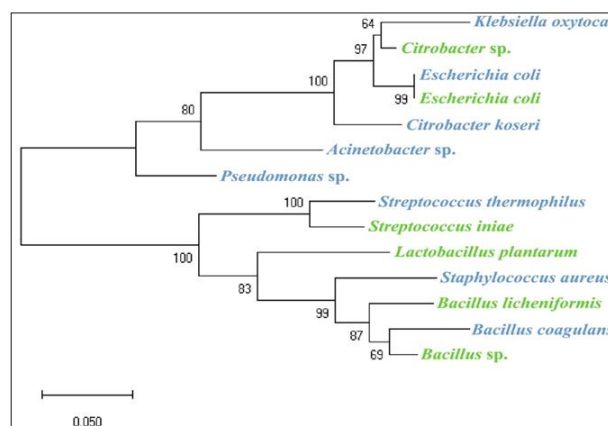 64
Klebsiella oxytoca
97
Citrobacter sp.
100
Escherichia coli
99
Escherichia coli
80
Citrobacter koseri
Acinetobacter sp.
Pseudomonas sp.
100
Streptococcus thermophilus
Streptococcus iniae
100
Lactobacillus plantarum
83
Staphylococcus aureus
99
Bacillus licheniformis
87
Bacillus coagulans
69
Bacillus sp.
0.050